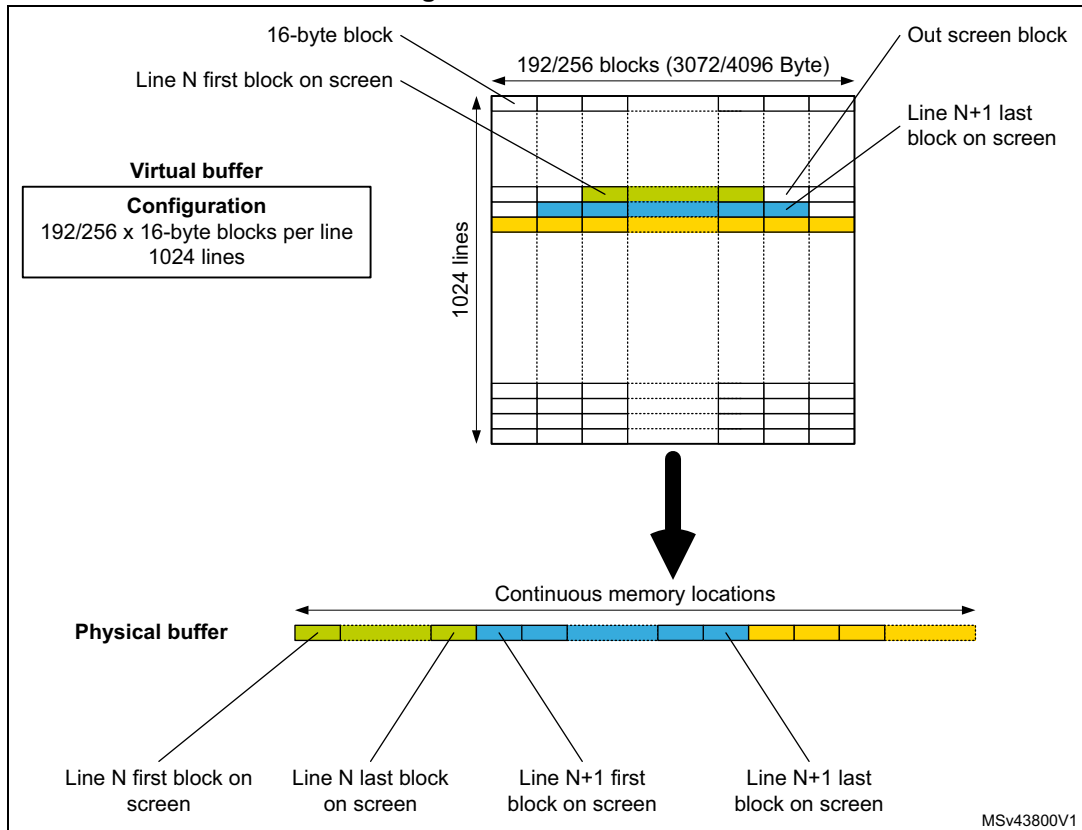 16-byte block
Out screen block
192/256 blocks (3072/4096 Byte)
Line N first block on screen
Line N+1 last
block on screen
Virtual buffer
Configuration
192/256 x 16-byte blocks per line
1024 lines
1024 lines
Continuous memory locations
Physical buffer
Line N first block on
screen
Line N last block
on screen
Line N+1 first
block on screen
Line N+1 last
block on screen
MSv43800V1